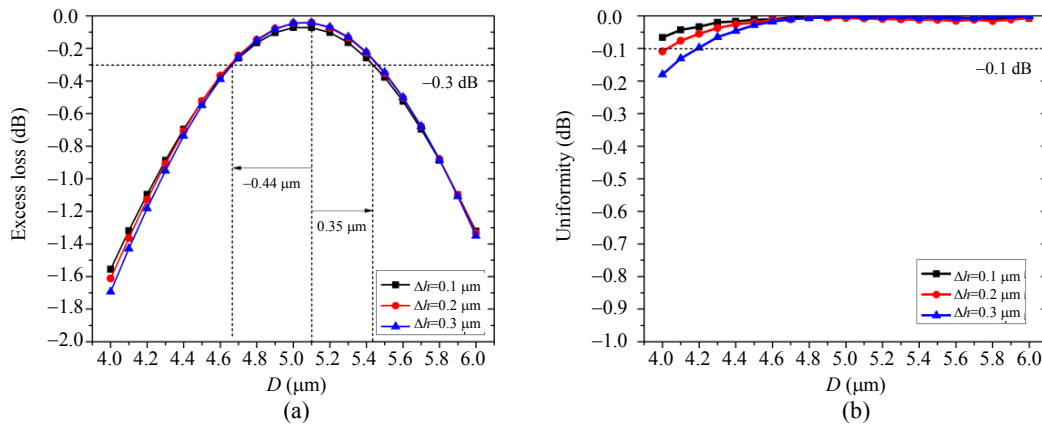 0.0
−0.2
−0.4
−0.6
−0.8
−1.0
−1.2
−1.4
−1.6
−1.8
−2.0
Excess loss (dB)
−0.3 dB
−0.44 μm
0.35 μm
Δh=0.1 μm
Δh=0.2 μm
Δh=0.3 μm
4.0 4.2 4.4 4.6 4.8 5.0 5.2 5.4 5.6 5.8 6.0
D (μm)
(a)
0.0
−0.1
−0.2
−0.3
−0.4
−0.5
−0.6
−0.7
−0.8
−0.9
−1.0
Uniformity (dB)
−0.1 dB
Δh=0.1 μm
Δh=0.2 μm
Δh=0.3 μm
4.0 4.2 4.4 4.6 4.8 5.0 5.2 5.4 5.6 5.8 6.0
D (μm)
(b)